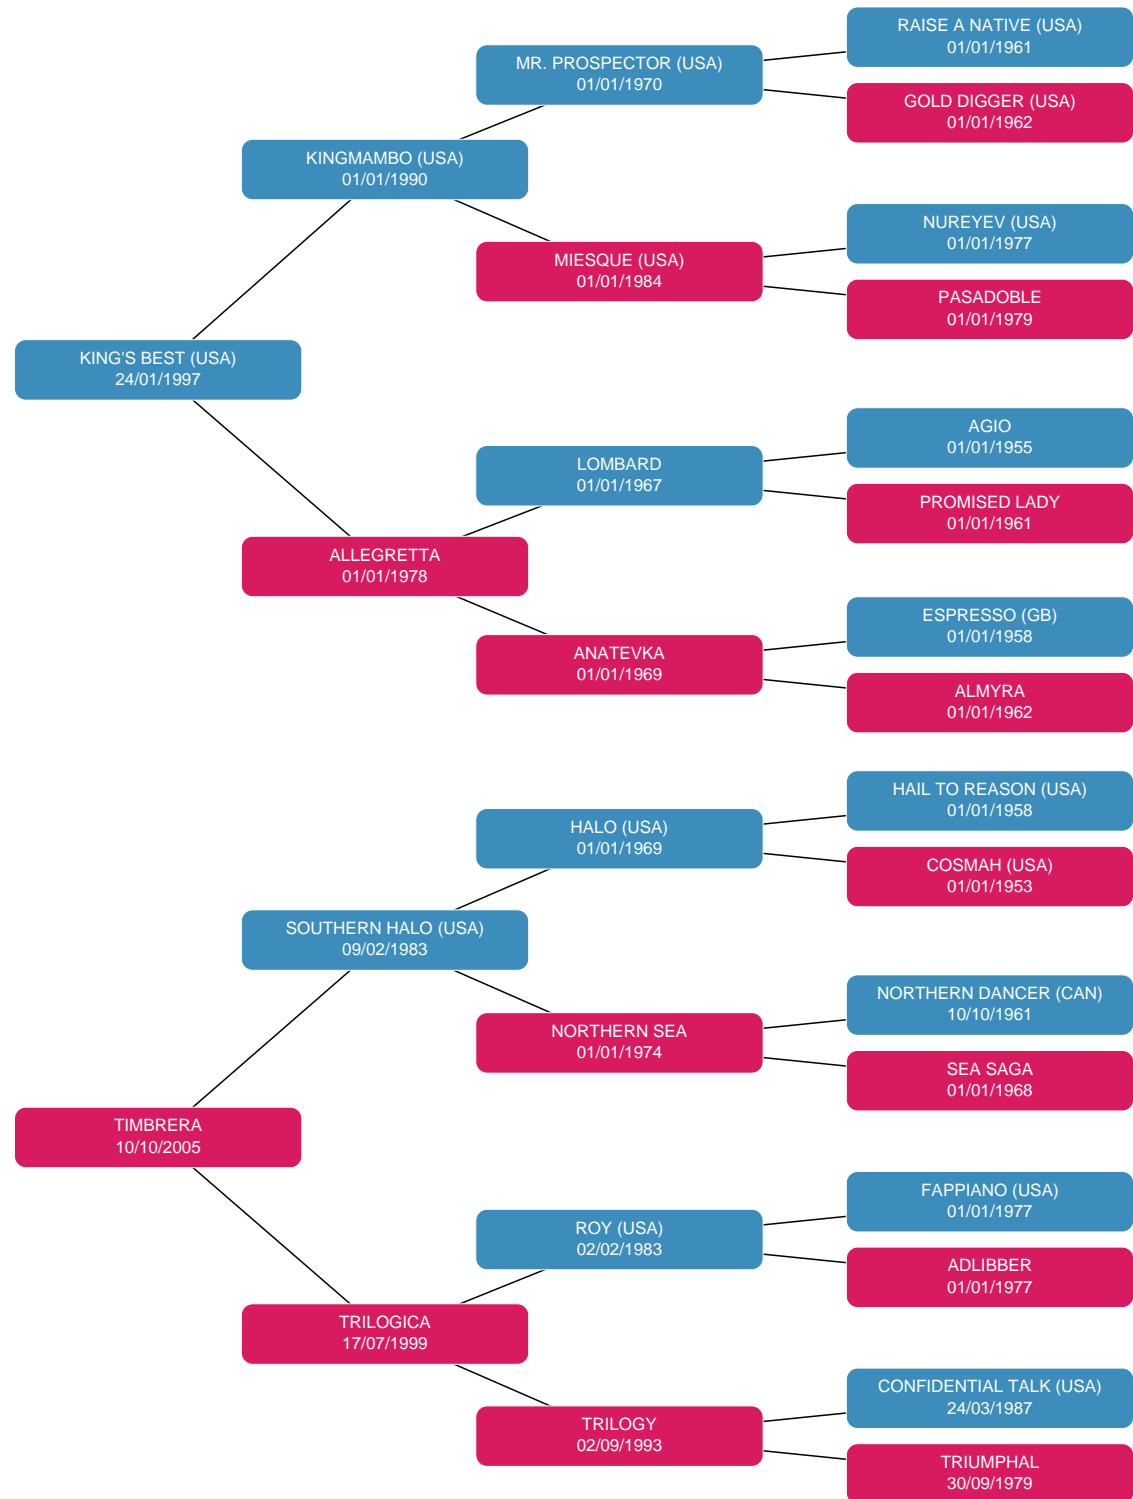 RAISE A NATIVE (USA)
01/01/1961
MR. PROSPECTOR (USA)
01/01/1970
GOLD DIGGER (USA)
01/01/1962
KINGMAMBO (USA)
01/01/1990
NUREYEV (USA)
01/01/1977
MIESQUE (USA)
01/01/1984
PASADOBLE
01/01/1979
KING'S BEST (USA)
24/01/1997
AGIO
01/01/1955
LOMBARD
01/01/1967
PROMISED LADY
01/01/1961
ALLEGRETTA
01/01/1978
ESPRESSO (GB)
01/01/1958
ANATEVKA
01/01/1969
ALMYRA
01/01/1962
HAIL TO REASON (USA)
01/01/1958
HALO (USA)
01/01/1969
COSMAH (USA)
01/01/1953
SOUTHERN HALO (USA)
09/02/1983
NORTHERN DANCER (CAN)
10/10/1961
NORTHERN SEA
01/01/1974
SEA SAGA
01/01/1968
TIMBRERA
10/10/2005
FAPPIANO (USA)
01/01/1977
ROY (USA)
02/02/1983
ADLIBBER
01/01/1977
TRILOGICA
17/07/1999
CONFIDENTIAL TALK (USA)
24/03/1987
TRILOGY
02/09/1993
TRIUMPHAL
30/09/1979